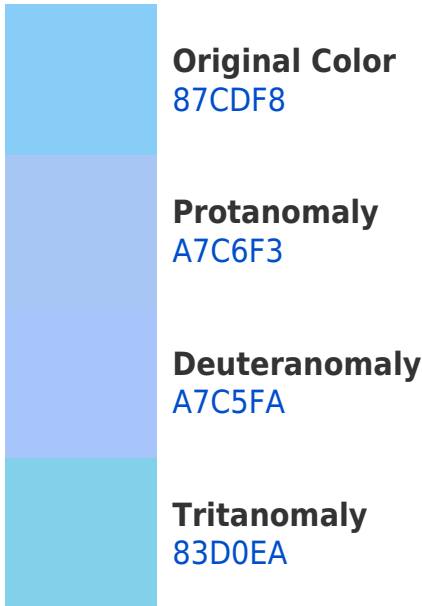 Original Color
87CDF8
Protanomaly
A7C6F3
Deuteranomaly
A7C5FA
Tritanomaly
83D0EA